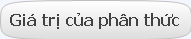 Giá trị của phân thức